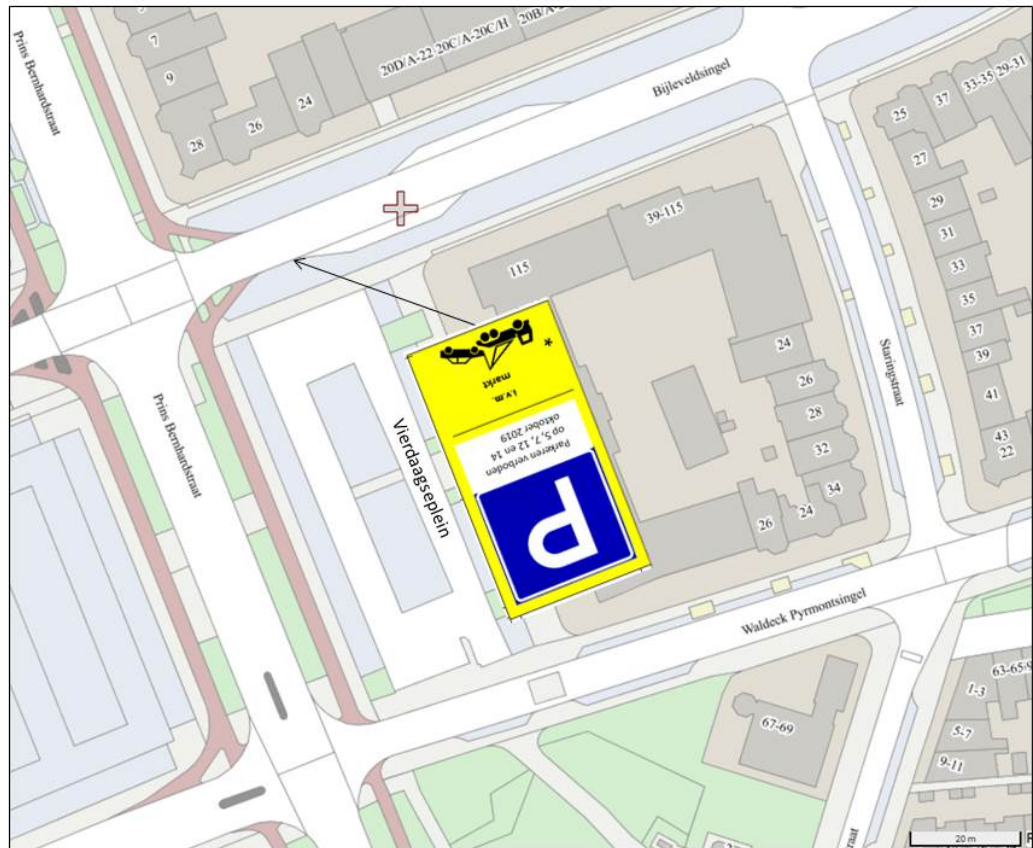 Prins Bernhardstraat
7
9
28
26
24
20D/A-22-20C/A-20C/H
Bijleveldsingel
25
37
33-35
29-31
27
29
31
33
35
37
39
41
43
22
39-115
115
24
26
28
32
34
24
26
Staringstraat
Prins Bernhardstraat
Vierdaagseplein
P
Parkeren verboden
op 5, 7, 12 en 14
oktober 2019
i.v.m.
markt
*
Waldeck Pyrmontsingel
67-69
63-65
1-3
5-7
9-11
raat
20 m